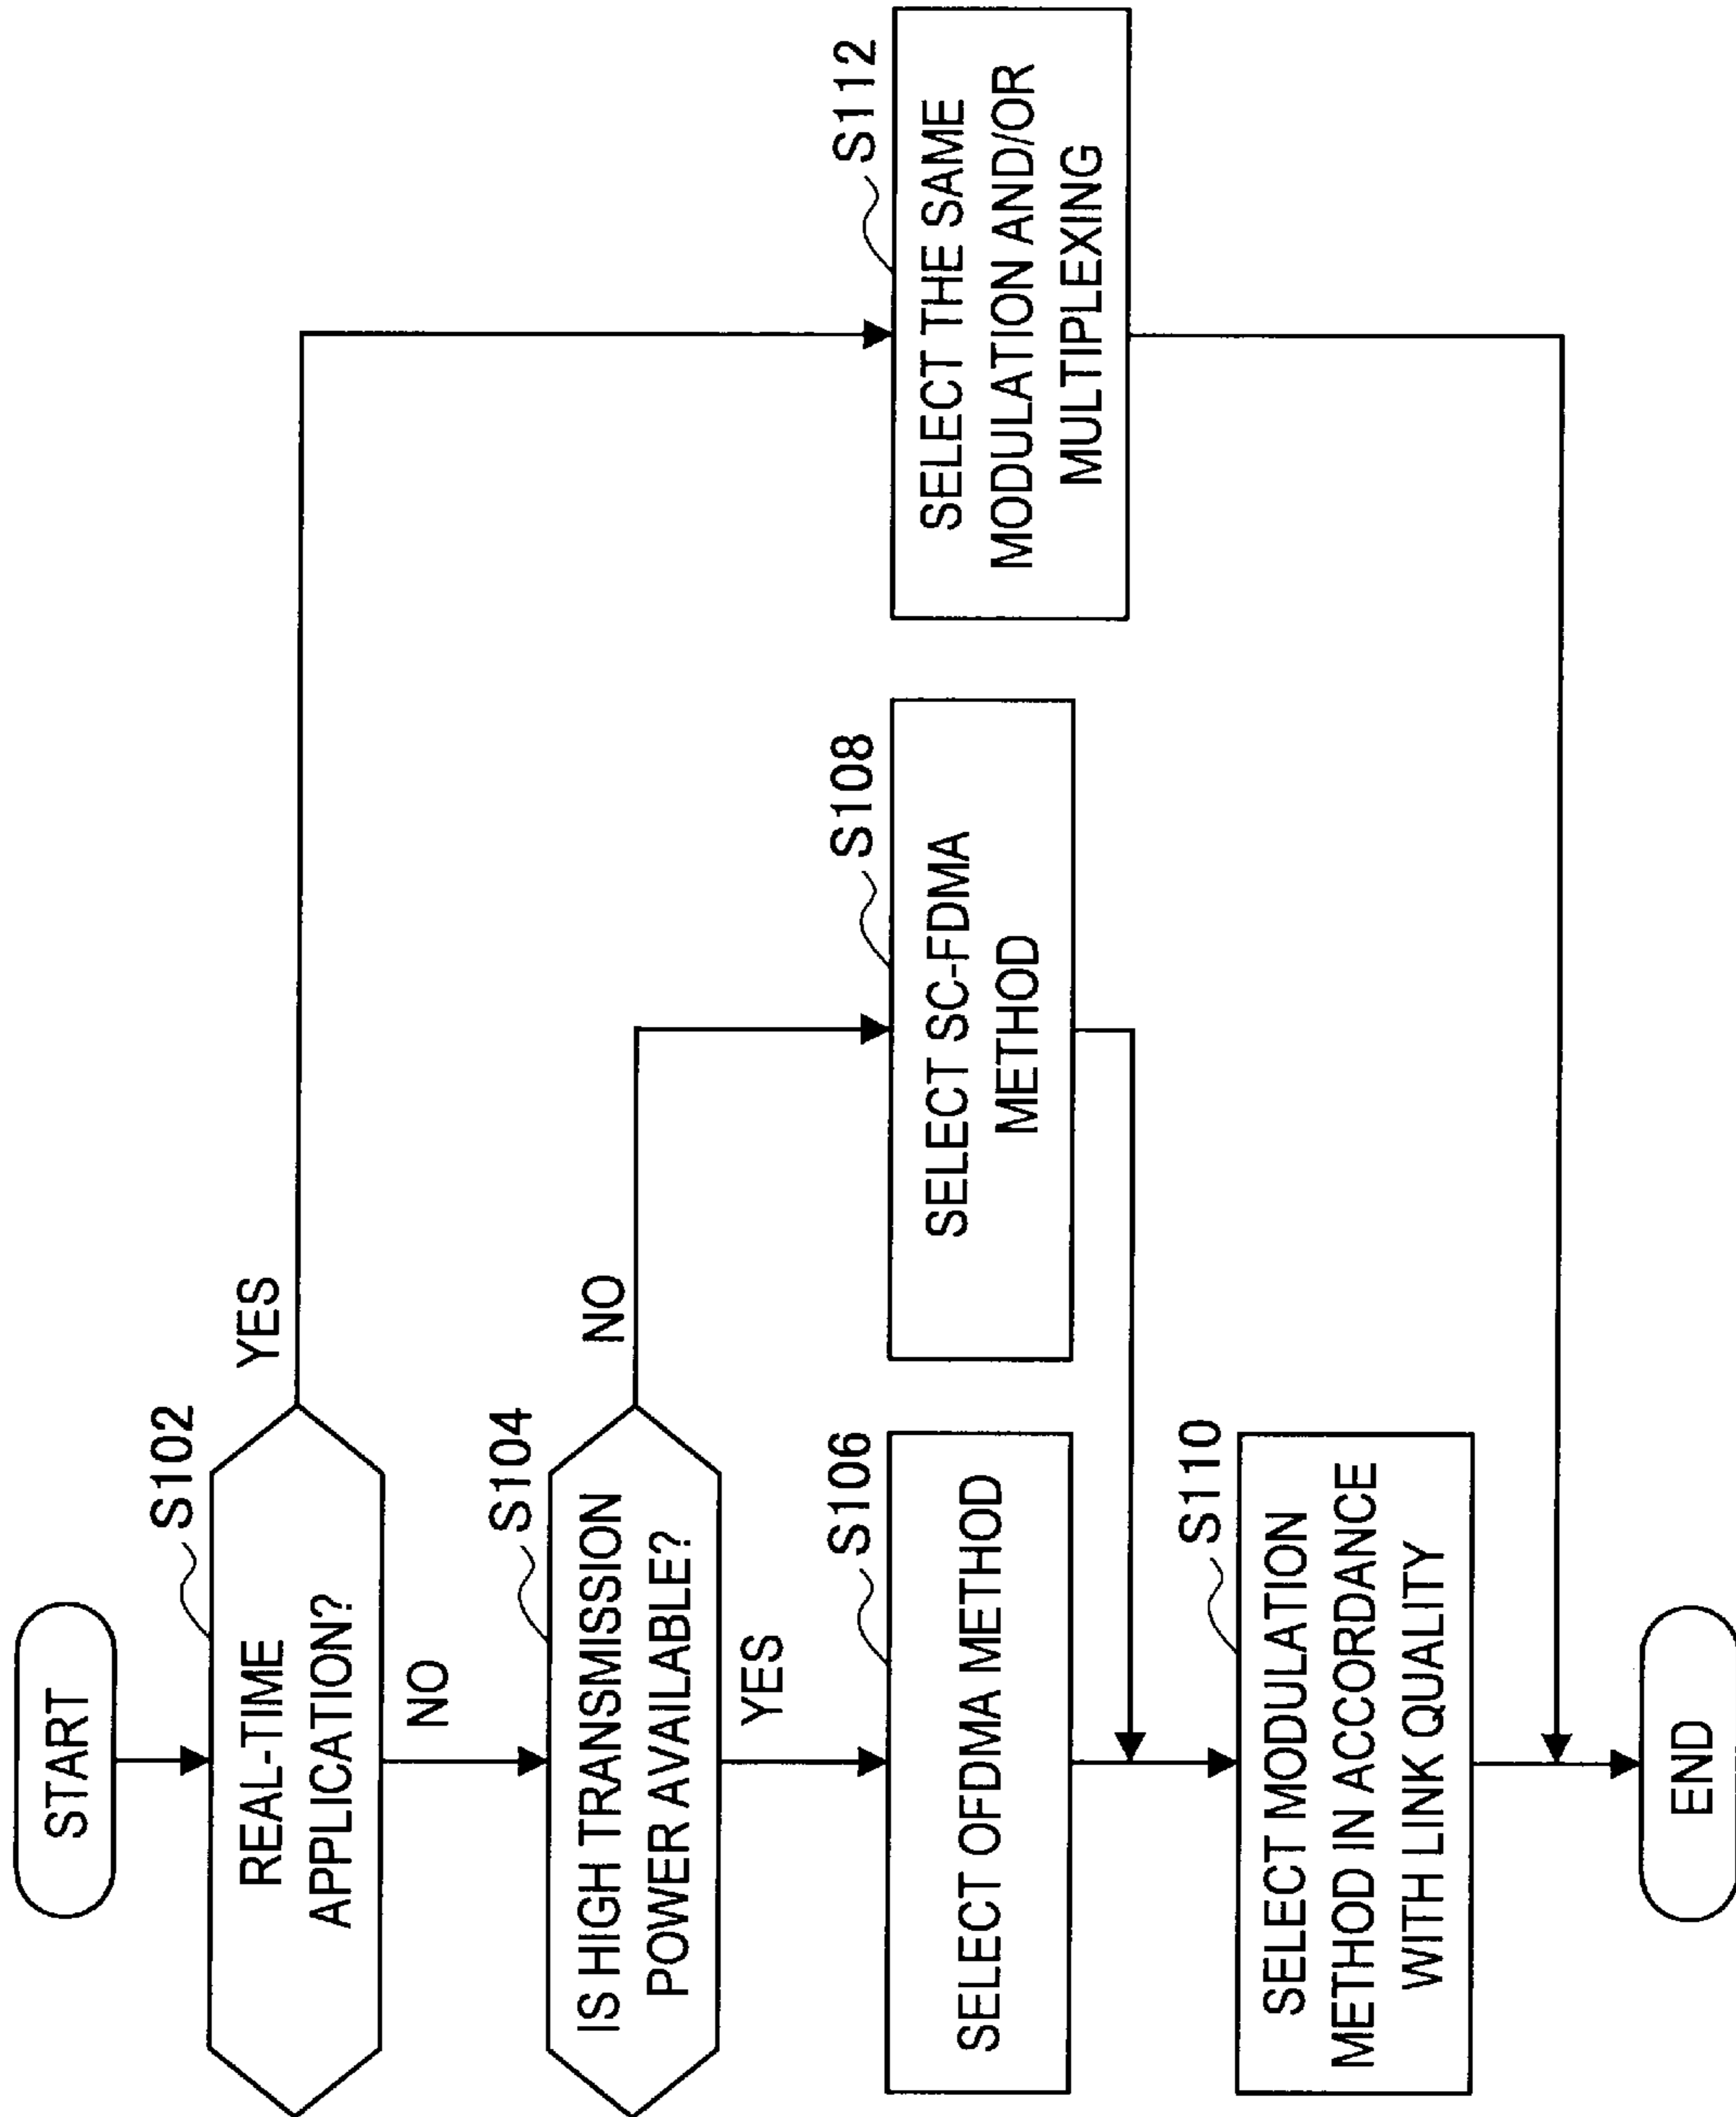 START
S102
REAL-TIME
APPLICATION?
YES
NO
S104
IS HIGH TRANSMISSION
POWER AVAILABLE?
NO
YES
S106
SELECT OFDMA METHOD
S108
SELECT SC-FDMA
METHOD
S112
SELECT THE SAME
MODULATION AND/OR
MULTIPLEXING
S110
SELECT MODULATION
METHOD IN ACCORDANCE
WITH LINK QUALITY
END